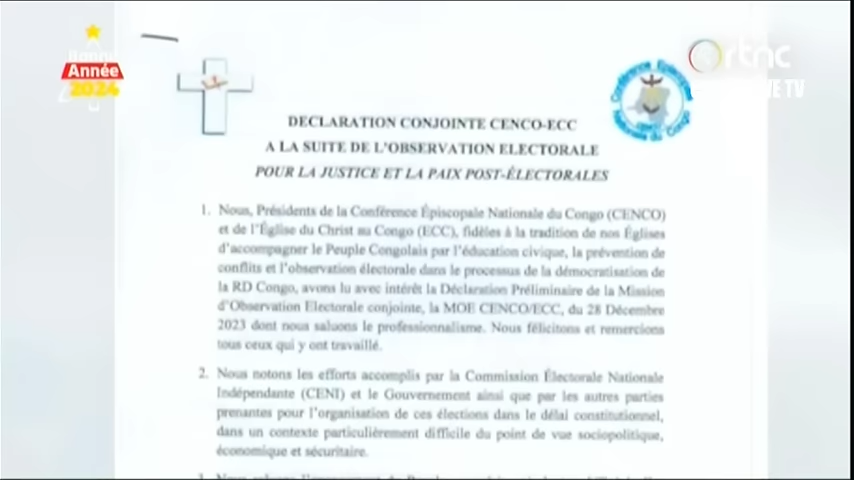 Bonne
Année
2024
rtnc
TV
Conférence Episcopale
Nationale du Congo
DECLARATION CONJOINTE CENCO-ECC
A LA SUITE DE L'OBSERVATION ELECTORALE
POUR LA JUSTICE ET LA PAIX POST-ÉLECTORALES
1. Nous, Présidents de la Conférence Épiscopale Nationale du Congo (CENCO)
et de l'Église du Christ au Congo (ECC), fidèles à la tradition de nos Églises
d'accompagner le Peuple Congolais par l'éducation civique, la prévention de
conflits et l'observation électorale dans le processus de la démocratisation de
la RD Congo, avons lu avec intérêt la Déclaration Préliminaire de la Mission
d'Observation Electorale conjointe, la MOE CENCO/ECC, du 28 Décembre
2023 dont nous saluons le professionnalisme. Nous félicitons et remercions
tous ceux qui y ont travaillé.
2. Nous notons les efforts accomplis par la Commission Électorale Nationale
Indépendante (CENI) et le Gouvernement ainsi que par les autres parties
prenantes pour l'organisation de ces élections dans le délai constitutionnel,
dans un contexte particulièrement difficile du point de vue sociopolitique,
économique et sécuritaire.